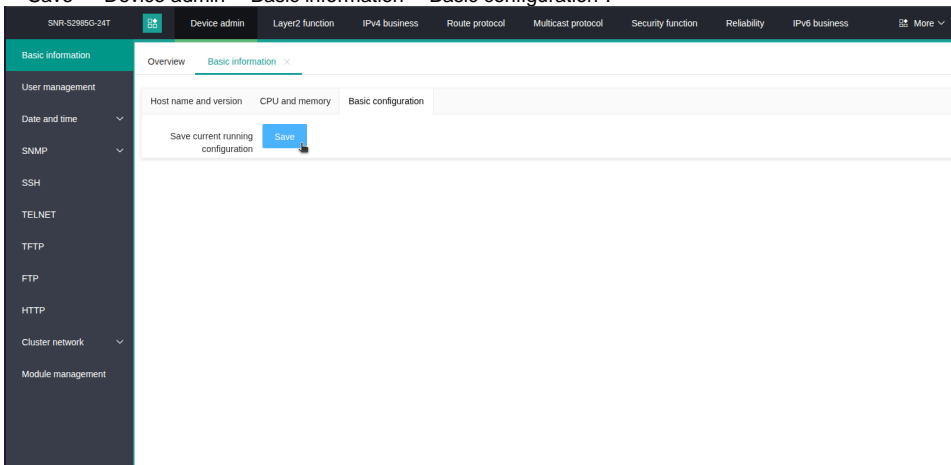 SNR-S2985G-24T Device admin Layer2 function IPv4 business Route protocol Multicast protocol Security function Reliability IPv6 business More
Basic information
User management
Date and time
SNMP
SSH
TELNET
TFTP
FTP
HTTP
Cluster network
Module management
Overview Basic information ×
Host name and version CPU and memory Basic configuration
Save current running Save
configuration